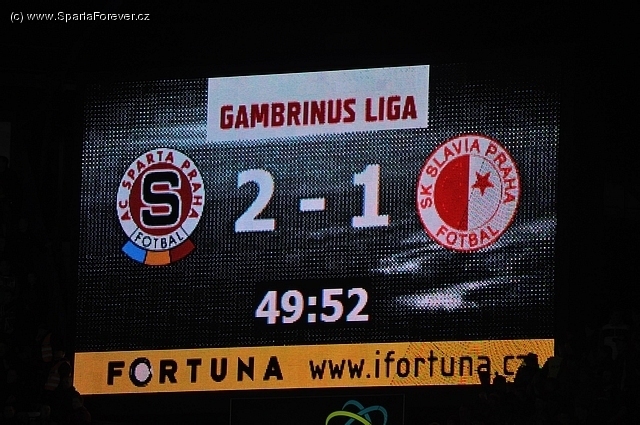 (c) www.SpartaForever.cz
GAMBRINUS LIGA
AC SPARTA PRAHA
S
FOTBAL
2 - 1
SK SLAVIA PRAHA
FOTBAL
49:52
FORTUNA www.ifortuna.cz